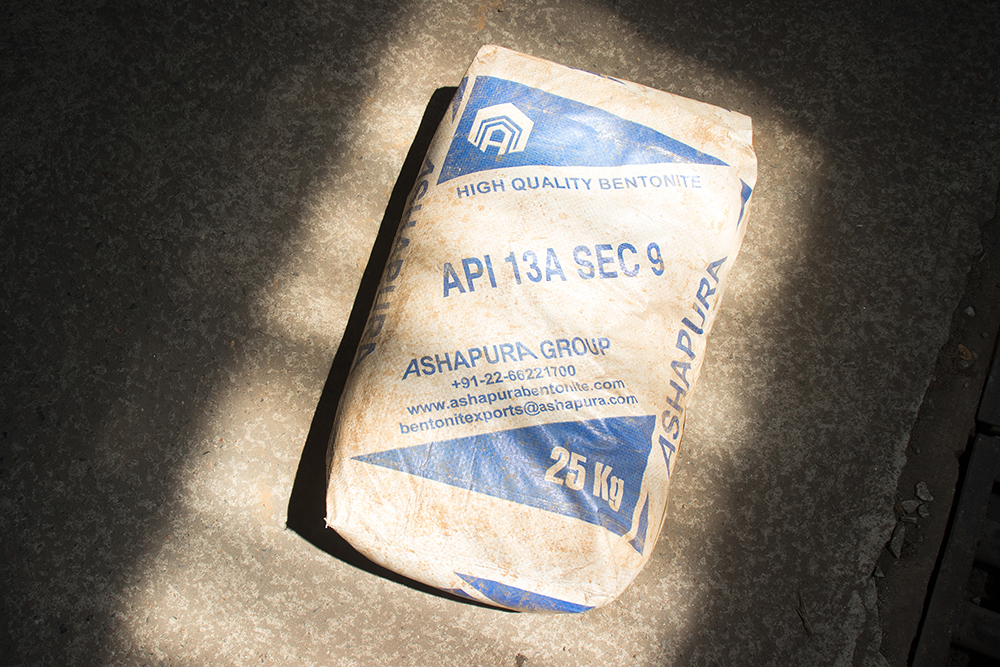 A
HIGH QUALITY BENTONITE
API 13A SEC 9
ASHAPURA GROUP
+91-22-66221700
www.ashapurabentonite.com
bentonitexports@ashapura.com
25 Kg
ASHAPURA
ASHAPURA